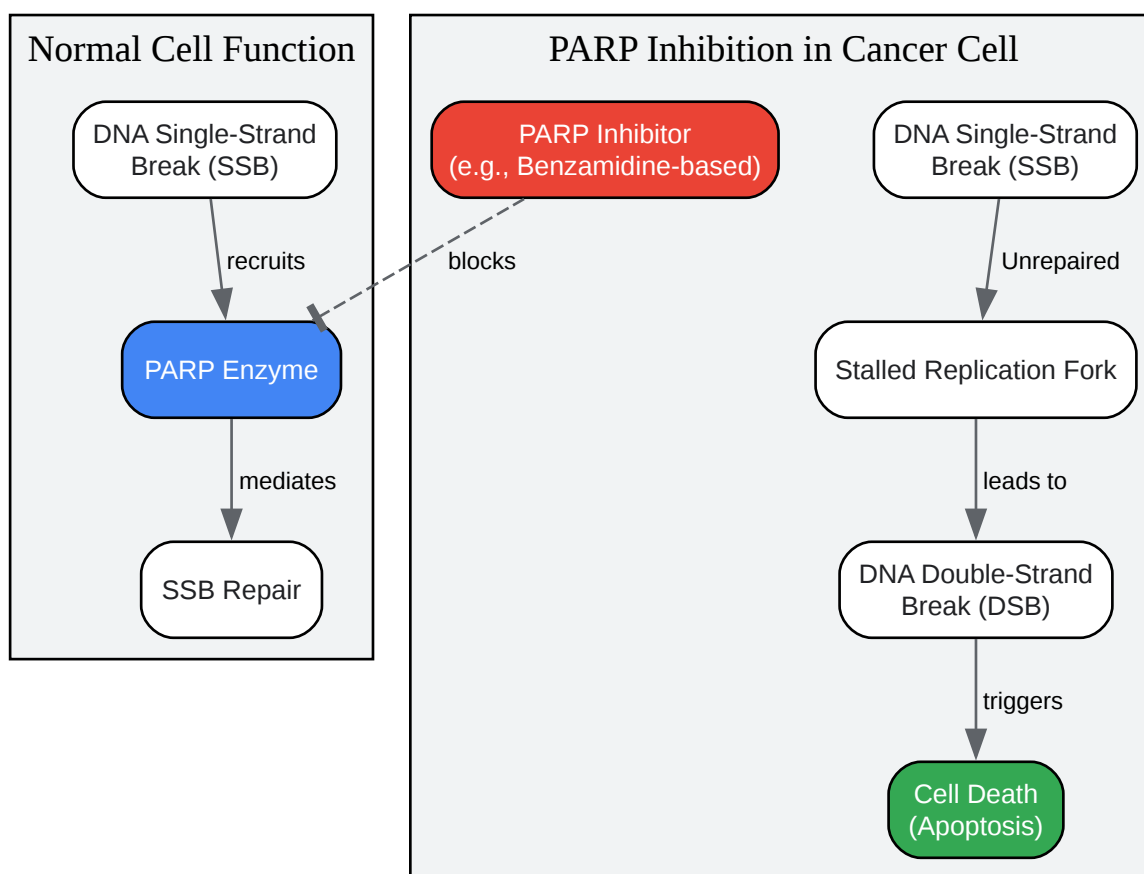 Normal Cell Function
DNA Single-Strand
Break (SSB)
recruits
PARP Enzyme
mediates
SSB Repair
PARP Inhibition in Cancer Cell
PARP Inhibitor
(e.g., Benzamidine-based)
blocks
DNA Single-Strand
Break (SSB)
Unrepaired
Stalled Replication Fork
leads to
DNA Double-Strand
Break (DSB)
triggers
Cell Death
(Apoptosis)